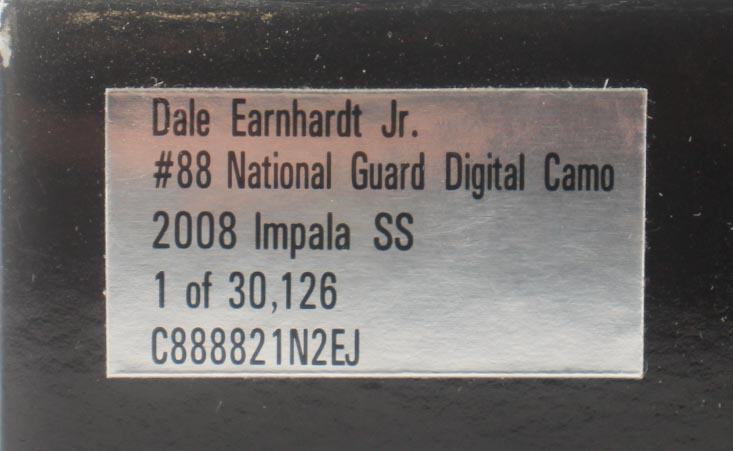 Dale Earnhardt Jr.
#88 National Guard Digital Camo
2008 Impala SS
1 of 30,126
C888821N2EJ